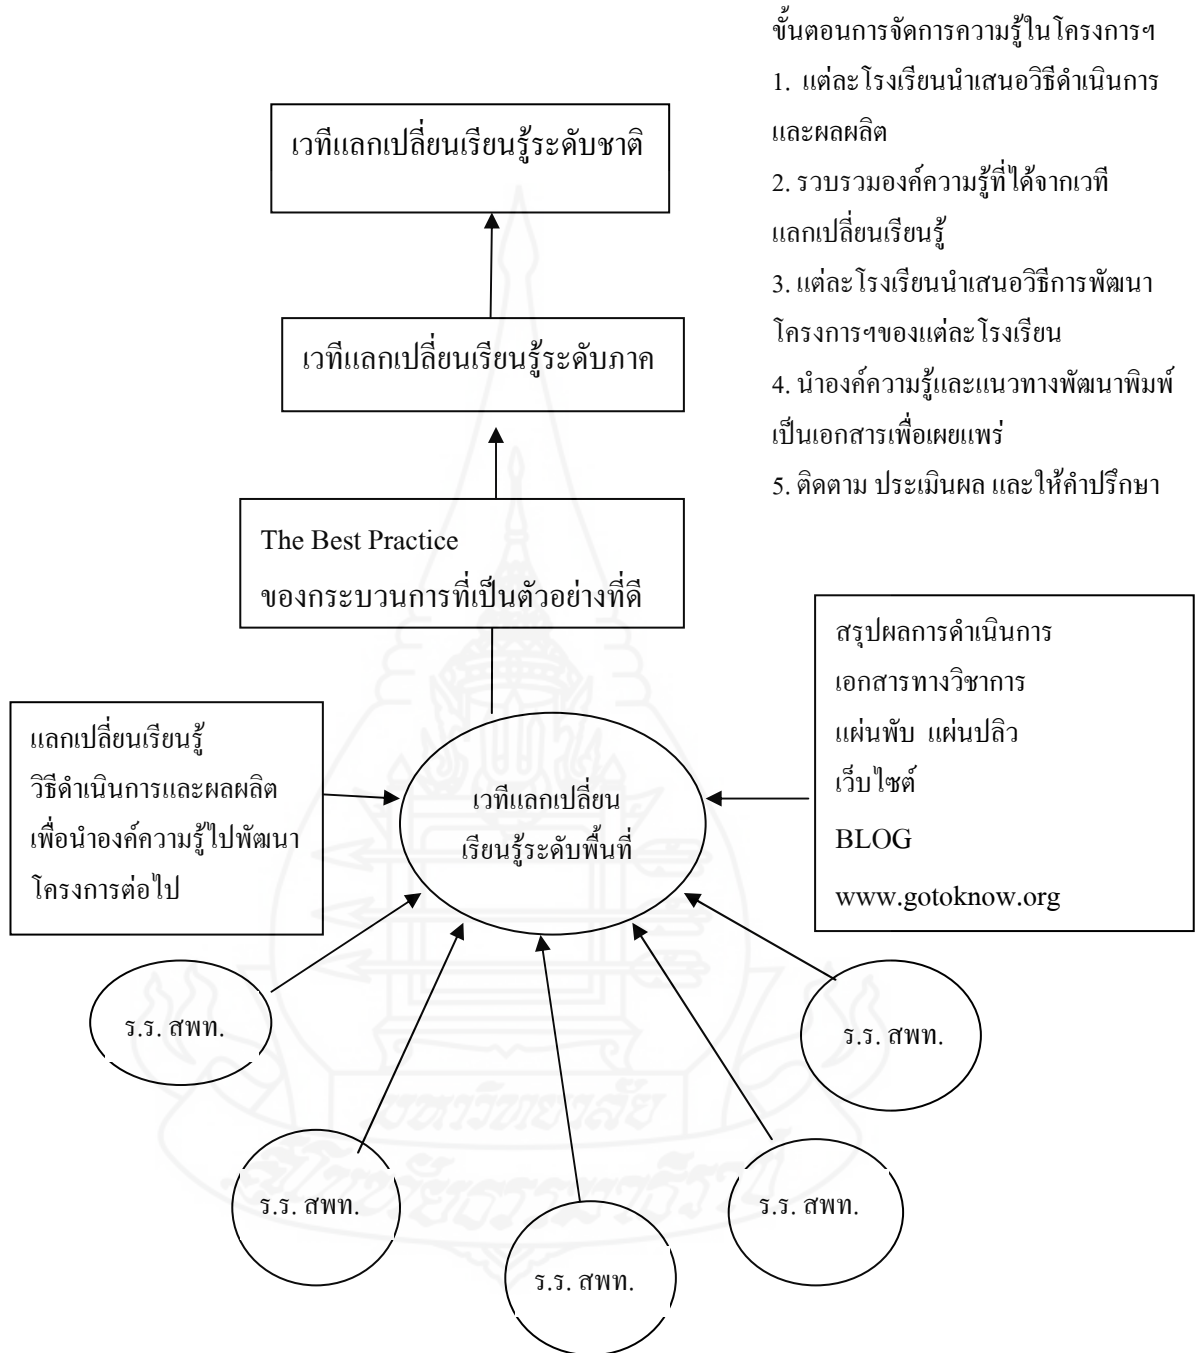 ขั้นตอนการจัดการความรู้ในโครงการฯ
1. แต่ละโรงเรียนนำเสนอวิธีดำเนินการ
และผลผลิต
2. รวบรวมองค์ความรู้ที่ได้จากเวที
แลกเปลี่ยนเรียนรู้
3. แต่ละโรงเรียนนำเสนอวิธีการพัฒนา
โครงการฯของแต่ละโรงเรียน
4. นำองค์ความรู้และแนวทางพัฒนาพิมพ์
เป็นเอกสารเพื่อเผยแพร่
5. ติดตาม ประเมินผล และให้คำปรึกษา
เวทีแลกเปลี่ยนเรียนรู้ระดับชาติ
เวทีแลกเปลี่ยนเรียนรู้ระดับภาค
The Best Practice
ของกระบวนการที่เป็นตัวอย่างที่ดี
สรุปผลการดำเนินการ
เอกสารทางวิชาการ
แผ่นพับ แผ่นปลิว
เว็บไซต์
BLOG
www.gotoknow.org
แลกเปลี่ยนเรียนรู้
วิธีดำเนินการและผลผลิต
เพื่อนำองค์ความรู้ไปพัฒนา
โครงการต่อไป
เวทีแลกเปลี่ยน
เรียนรู้ระดับพื้นที่
ร.ร. สพท.
ร.ร. สพท.
ร.ร. สพท.
ร.ร. สพท.
ร.ร. สพท.
มหาวิทยาลัย
สุโขทัยธรรมาธิราช